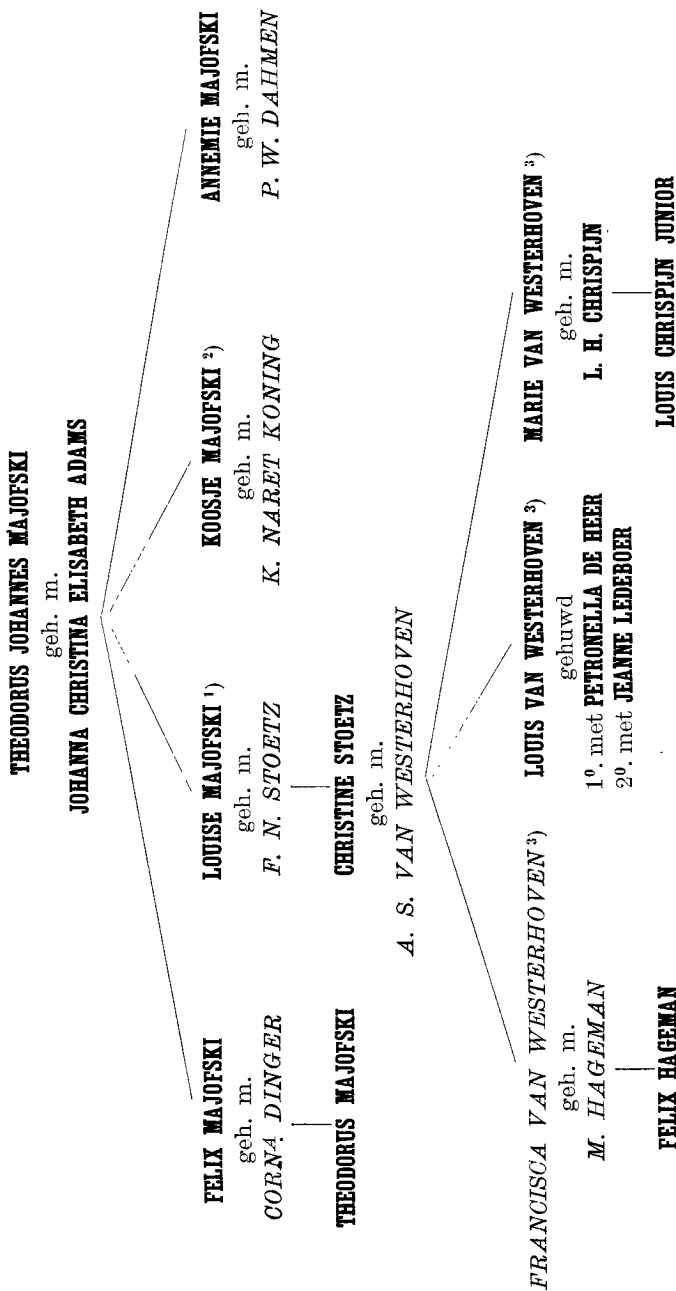 THEODORUS JOHANNES MAJOFSKI
geh. m.
JOHANNA CHRISTINA ELISABETH ADAMS
FELIX MAJOFSKI
geh. m.
CORNA. DINGER
THEODORUS MAJOFSKI
LOUISE MAJOFSKI 1)
geh. m.
F. N. STOETZ
CHRISTINE STOETZ
geh. m.
A. S. VAN WESTERHOVEN
KOOSJE MAJOFSKI 2)
geh. m.
K. NARET KONING
ANNEMIE MAJOFSKI
geh. m.
P. W. DAHMEN
FRANCISCA VAN WESTERHOVEN 3)
geh. m.
M. HAGEMAN
FELIX HAGEMAN
LOUIS VAN WESTERHOVEN 3)
gehuwd
1º. met PETRONELLA DE HEER
2º. met JEANNE LEDEBOER
MARIE VAN WESTERHOVEN 3)
geh. m.
L. H. CHRISPIJN
LOUIS CHRISPIJN JUNIOR